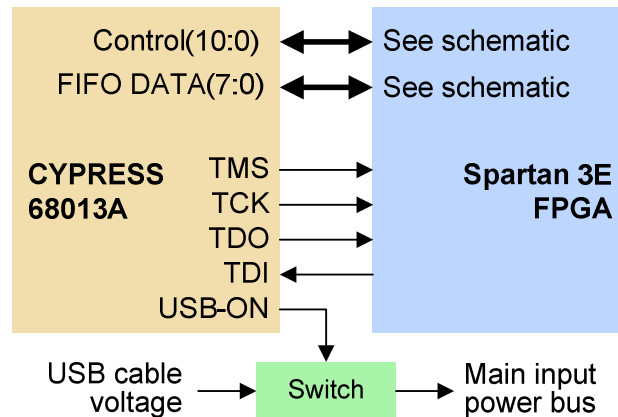 Control(10:0) See schematic
FIFO DATA(7:0) See schematic
CYPRESS
68013A
TMS
TCK
TDO
TDI
USB-ON
Spartan 3E
FPGA
USB cable
voltage
Switch
Main input
power bus